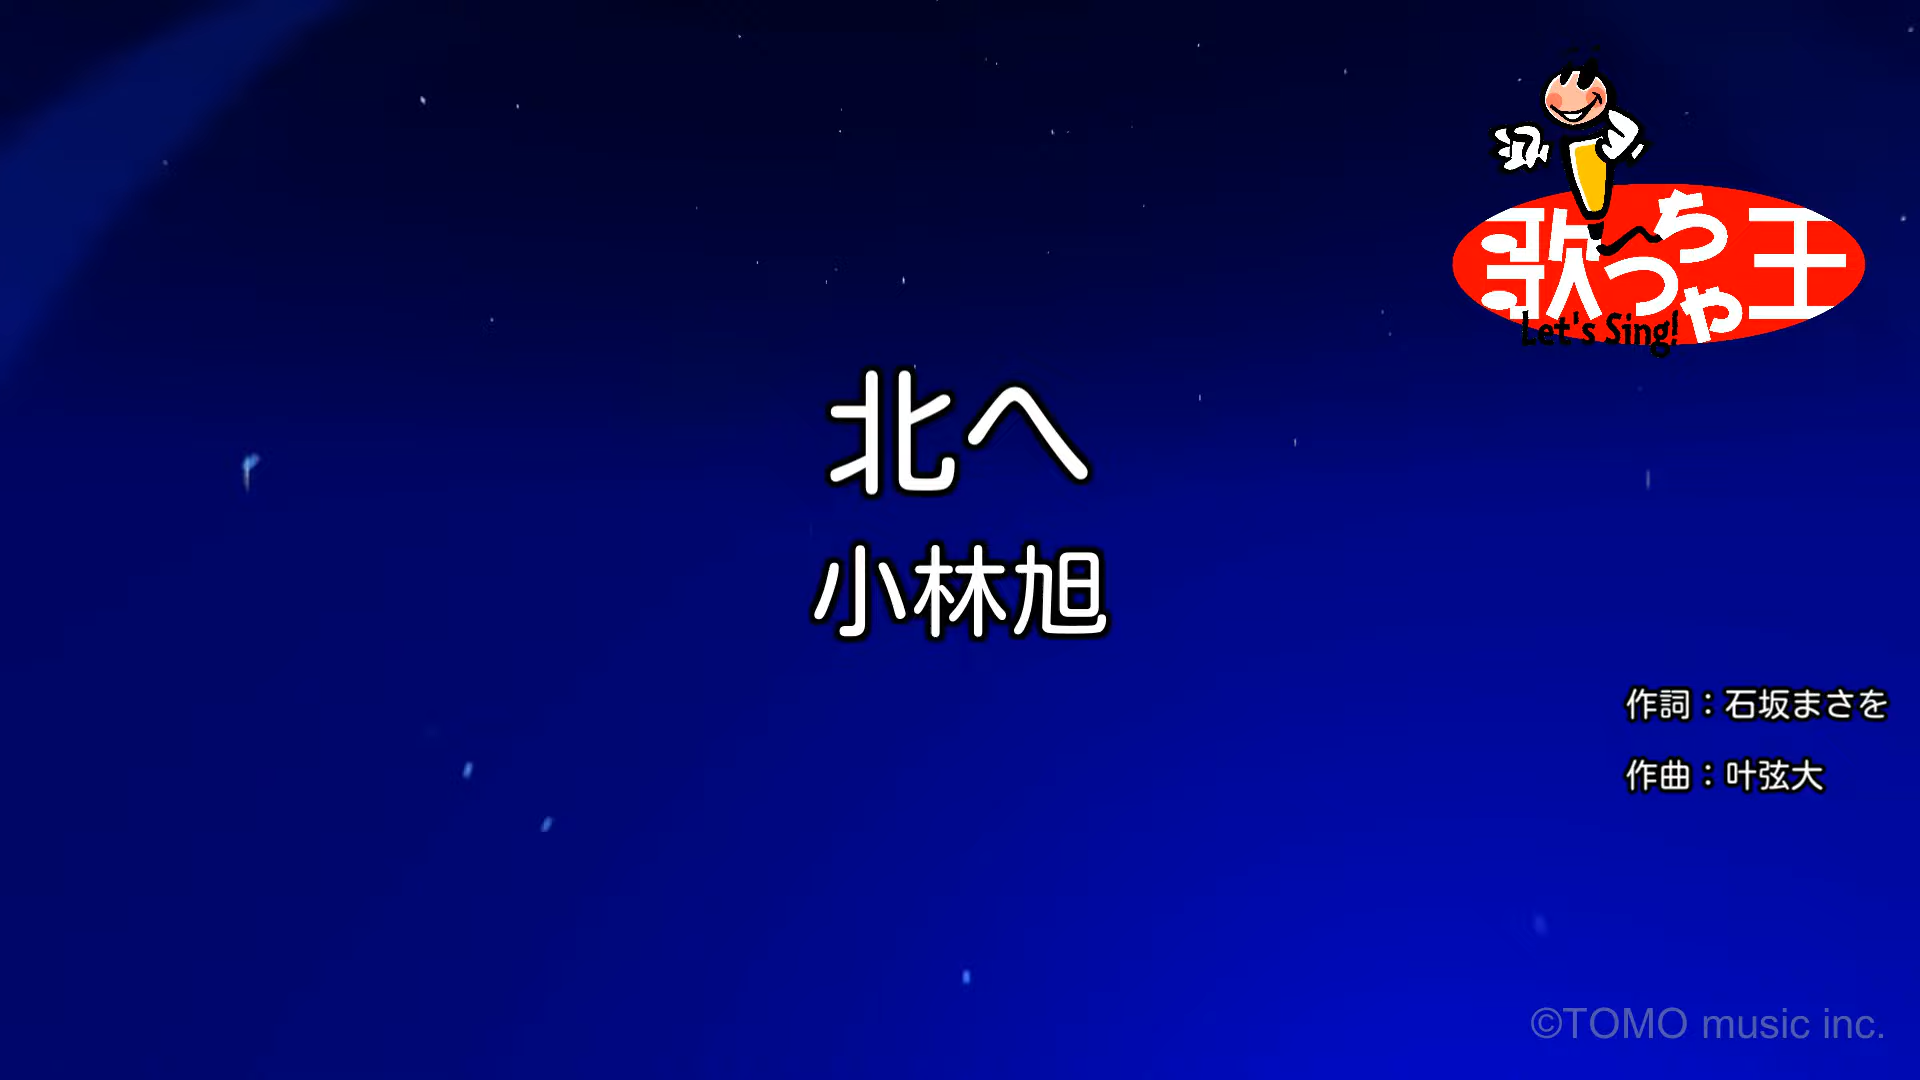 歌っちゃ王
Let's Sing!
北へ
小林旭
作詞：石坂まさを
作曲：叶弦大
©TOMO music inc.